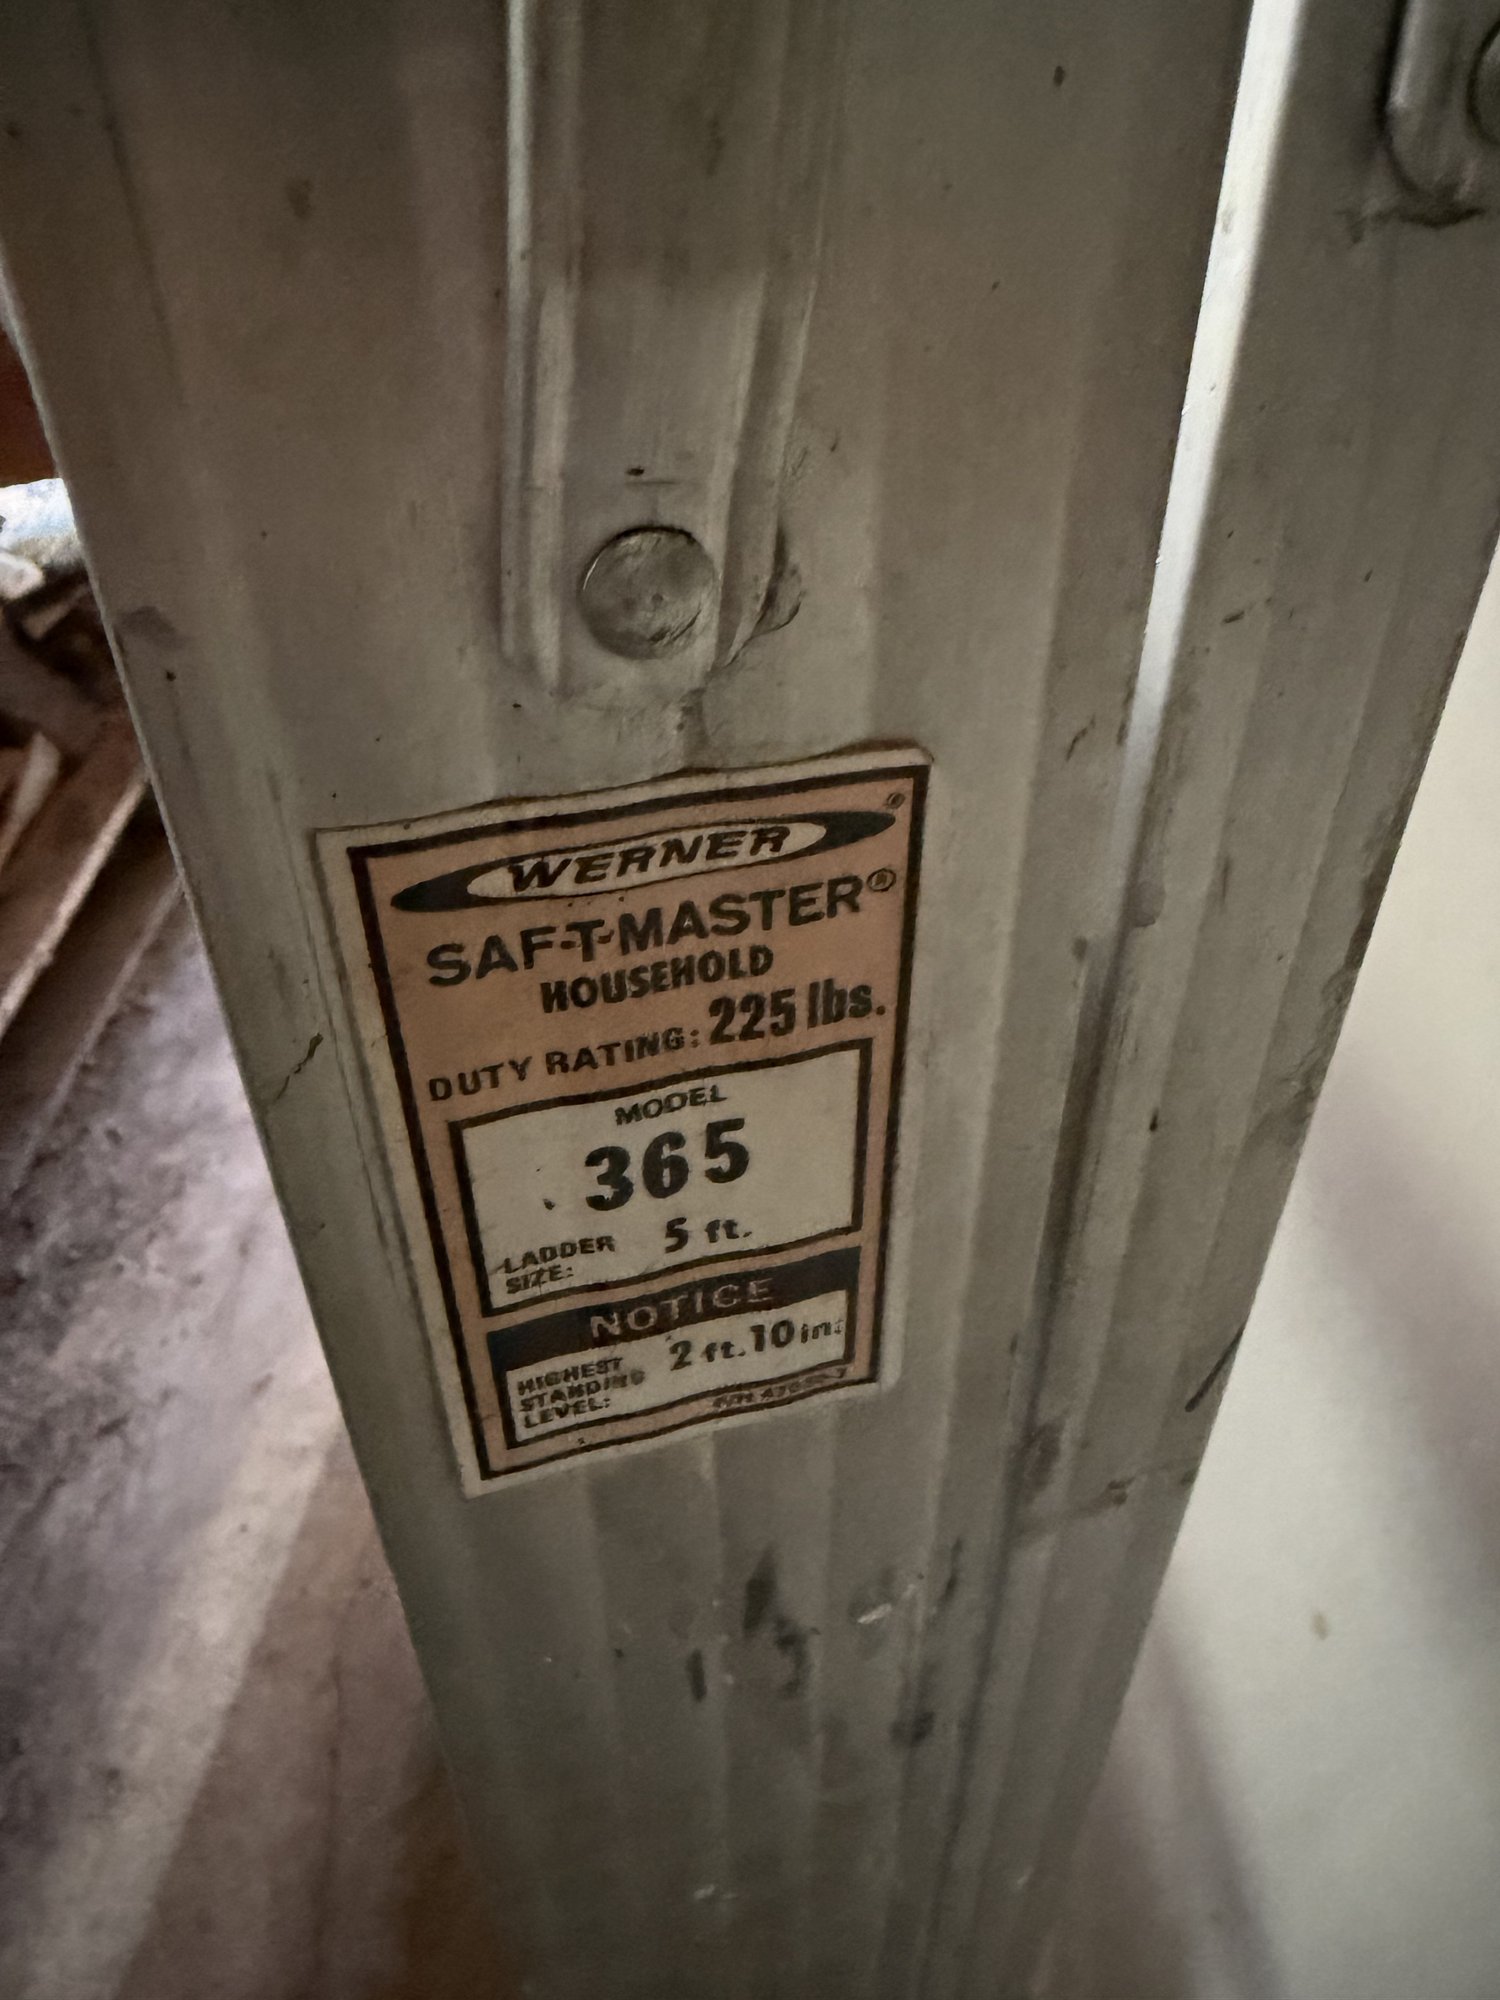 WERNER®
SAF-T-MASTER®
HOUSEHOLD
DUTY RATING: 225 lbs.
MODEL
365
LADDER SIZE: 5 ft.
NOTICE
HIGHEST STANDING LEVEL: 2 ft. 10 in.
P/N